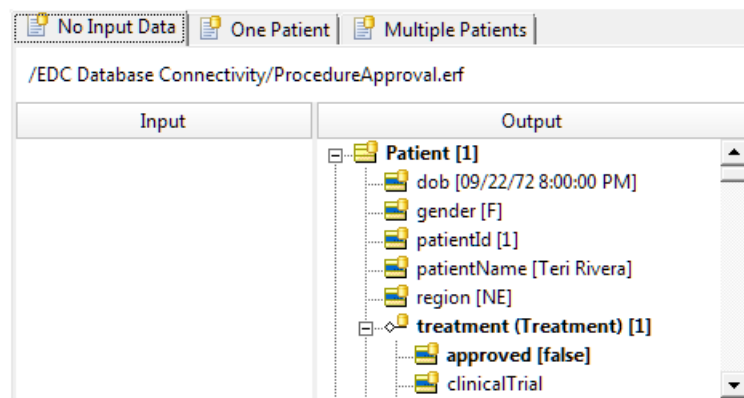 No Input Data One Patient Multiple Patients
/EDC Database Connectivity/ProcedureApproval.erf
Input Output
Patient [1]
dob [09/22/72 8:00:00 PM]
gender [F]
patientId [1]
patientName [Teri Rivera]
region [NE]
treatment (Treatment) [1]
approved [false]
clinicalTrial